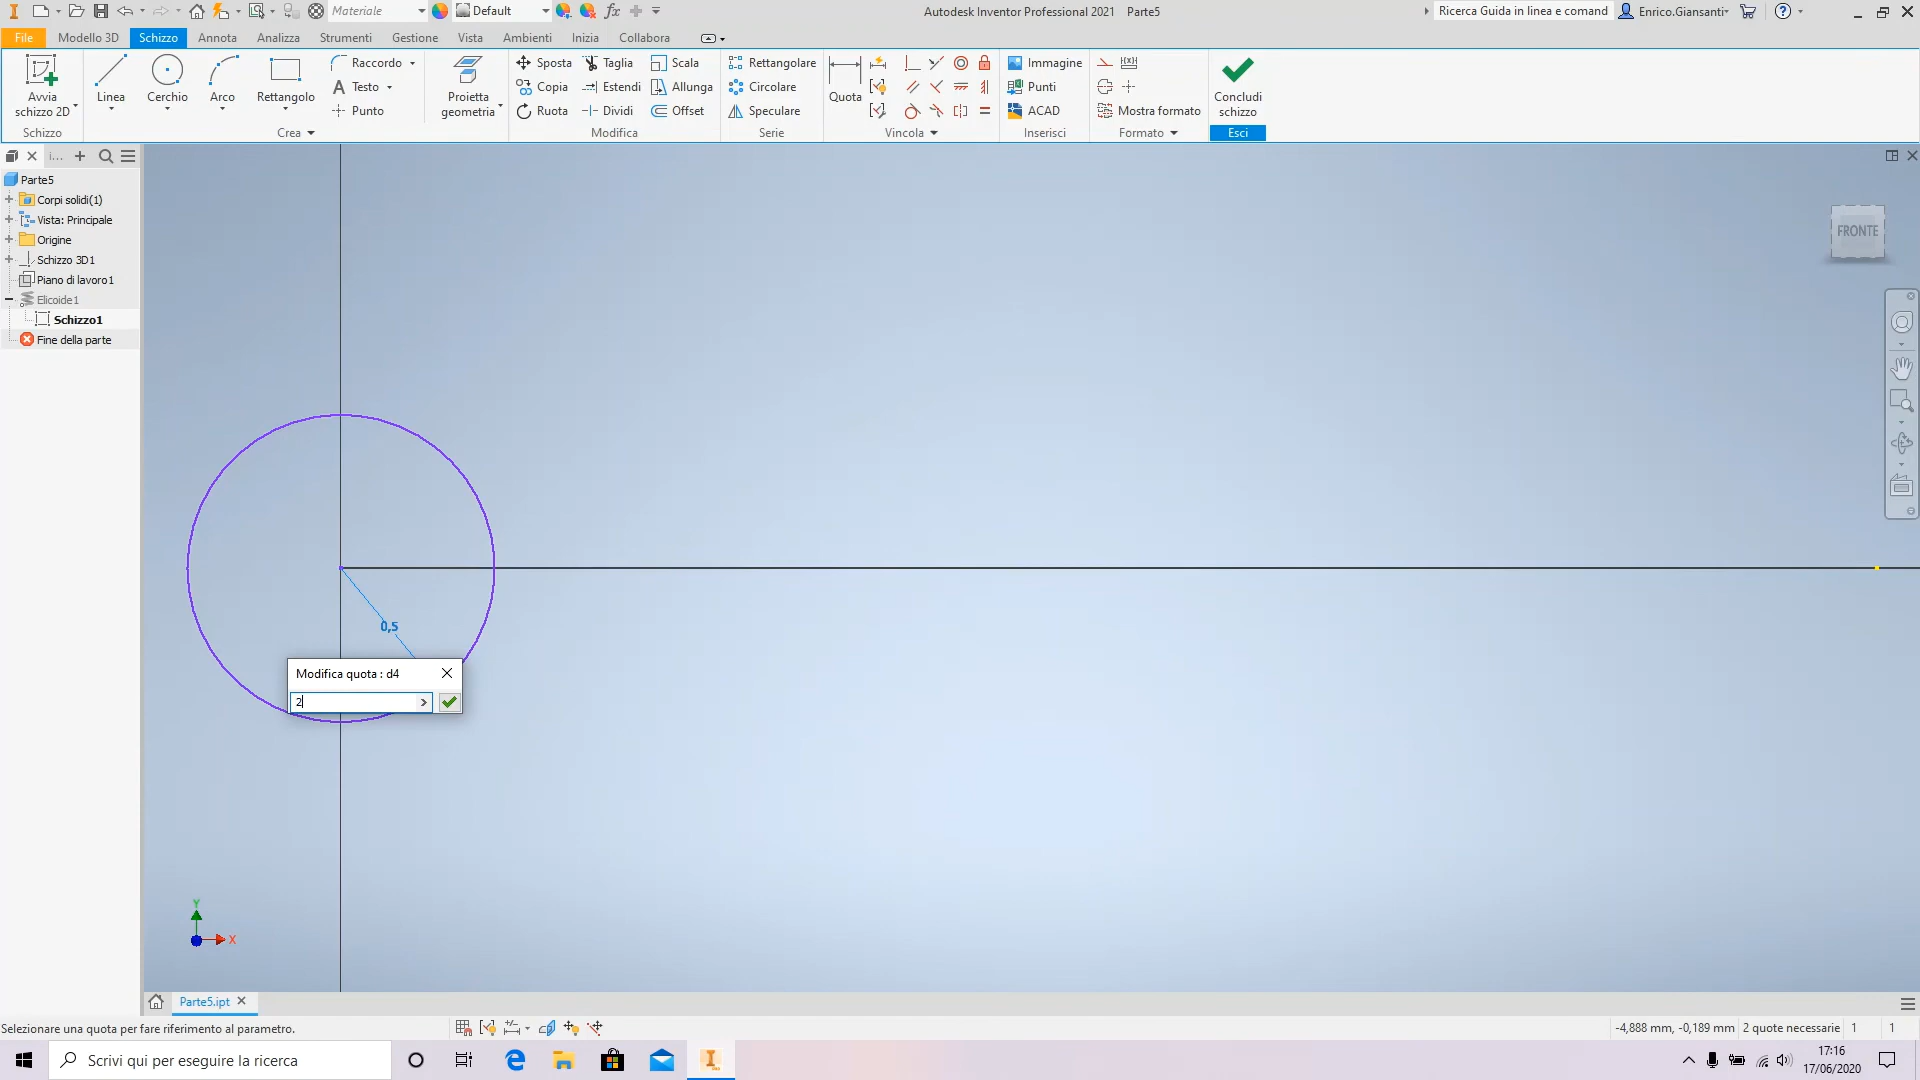 Materiale
Default
Autodesk Inventor Professional 2021 Parte5
Ricerca Guida in linea e comand
Enrico.Giansanti
File Modello 3D Schizzo Annota Analizza Strumenti Gestione Vista Ambienti Inizia Collabora
Avvia schizzo 2D
Linea
Cerchio
Arco
Rettangolo
Raccordo
Testo
Punto
Proietta geometria
Sposta
Copia
Ruota
Taglia
Estendi
Dividi
Scala
Allunga
Offset
Rettangolare
Circolare
Speculare
Quota
Immagine
Punti
ACAD
Mostra formato
Concludi schizzo
Schizzo
Crea
Modifica
Serie
Vincola
Inserisci
Formato
Esci
i...
Parte5
Corpi solidi(1)
Vista: Principale
Origine
Schizzo 3D1
Piano di lavoro1
Elicoide1
Schizzo1
Fine della parte
FRONTE
0,5
Modifica quota : d4
2
Y
X
Parte5.ipt
Selezionare una quota per fare riferimento al parametro.
-4,888 mm, -0,189 mm 2 quote necessarie 1 1
Scrivi qui per eseguire la ricerca
17:16
17/06/2020